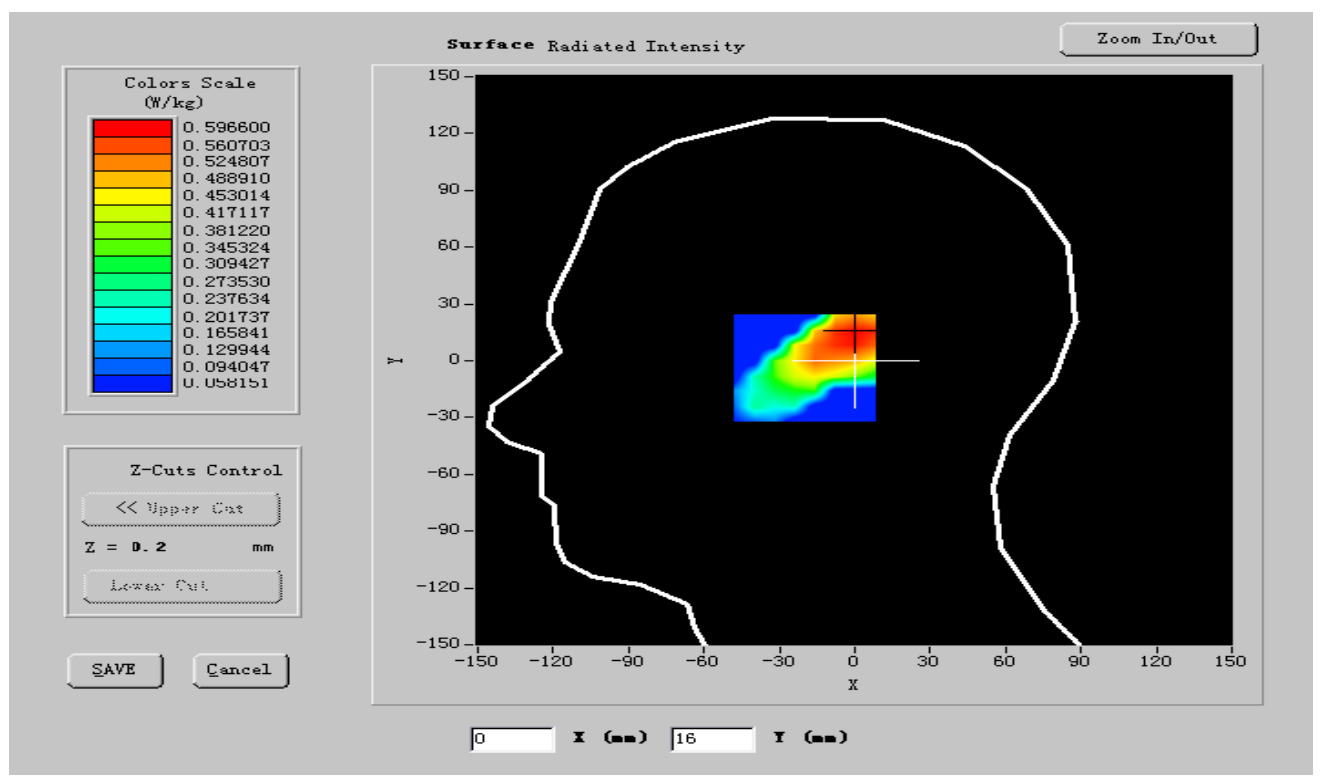 Surface Radiated Intensity
Zoom In/Out
Colors Scale
(W/kg)
0.596600
0.560703
0.524807
0.488910
0.453014
0.417117
0.381220
0.345324
0.309427
0.273530
0.237634
0.201737
0.165841
0.129944
0.094047
0.058151
Z-Cuts Control
<< Upper Cut
Z = 0.2 mm
Lower Cut
SAVE
Cancel
150
120
90
60
30
0
-30
-60
-90
-120
-150
Y
-150 -120 -90 -60 -30 0 30 60 90 120 150
X
0 X (mm) 16 Y (mm)